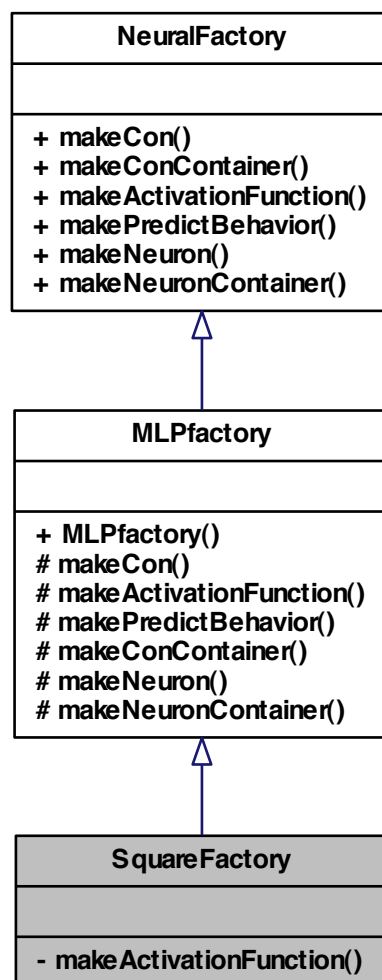 NeuralFactory
+ makeCon()
+ makeConContainer()
+ makeActivationFunction()
+ makePredictBehavior()
+ makeNeuron()
+ makeNeuronContainer()
MLPfactory
+ MLPfactory()
# makeCon()
# makeActivationFunction()
# makePredictBehavior()
# makeConContainer()
# makeNeuron()
# makeNeuronContainer()
SquareFactory
- makeActivationFunction()